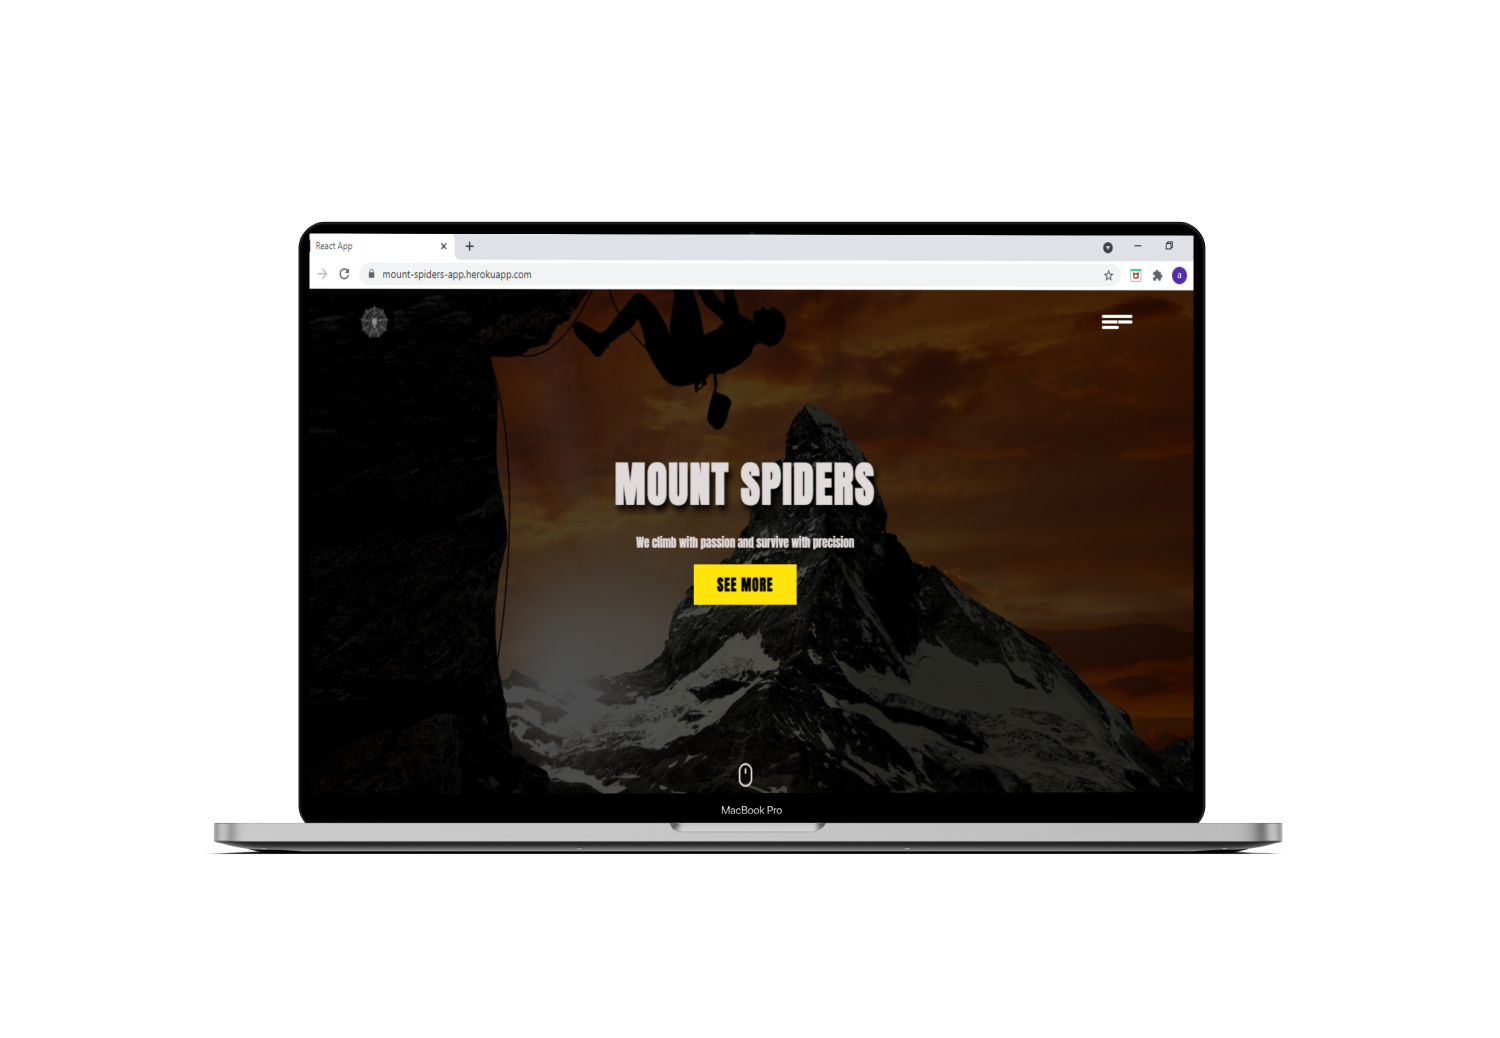 React App
mount-spiders-app.herokuapp.com
a
MOUNT SPIDERS
We climb with passion and survive with precision
SEE MORE
MacBook Pro